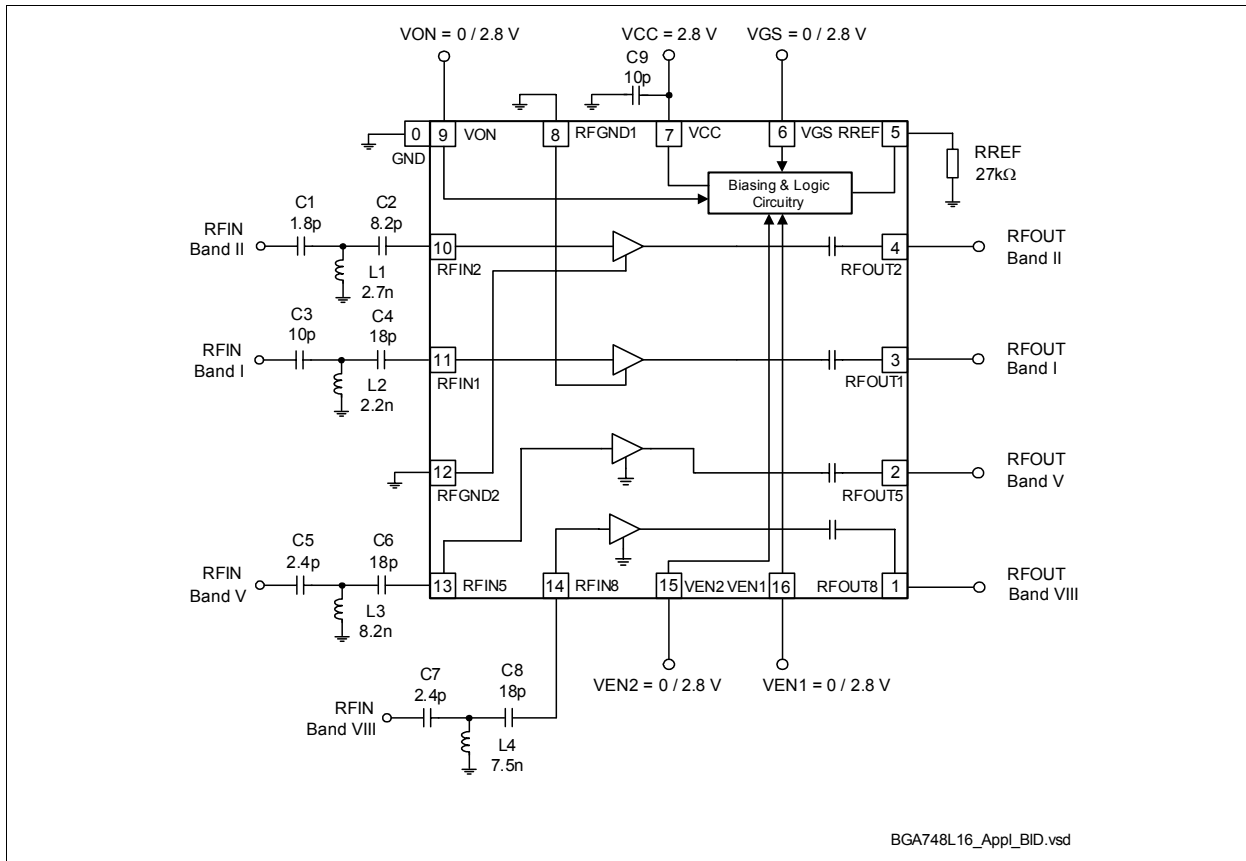 VON = 0 / 2.8 V
VCC = 2.8 V
VGS = 0 / 2.8 V
C9
10p
0
9
VON
8
RFGND1
7
VCC
6
VGS
RREF
5
GND
RREF
27kΩ
Biasing & Logic
Circuitry
C1
1.8p
C2
8.2p
RFIN
Band II
10
RFIN2
L1
2.7n
4
RFOUT2
RFOUT
Band II
C3
10p
C4
18p
RFIN
Band I
11
RFIN1
L2
2.2n
3
RFOUT1
RFOUT
Band I
12
RFGND2
2
RFOUT5
RFOUT
Band V
C5
2.4p
C6
18p
RFIN
Band V
L3
8.2n
13
RFIN5
14
RFIN8
15
VEN2
VEN1
16
RFOUT8
1
RFOUT
Band VIII
VEN2 = 0 / 2.8 V
VEN1 = 0 / 2.8 V
C7
2.4p
C8
18p
RFIN
Band VIII
L4
7.5n
BGA748L16_Appl_BID.vsd